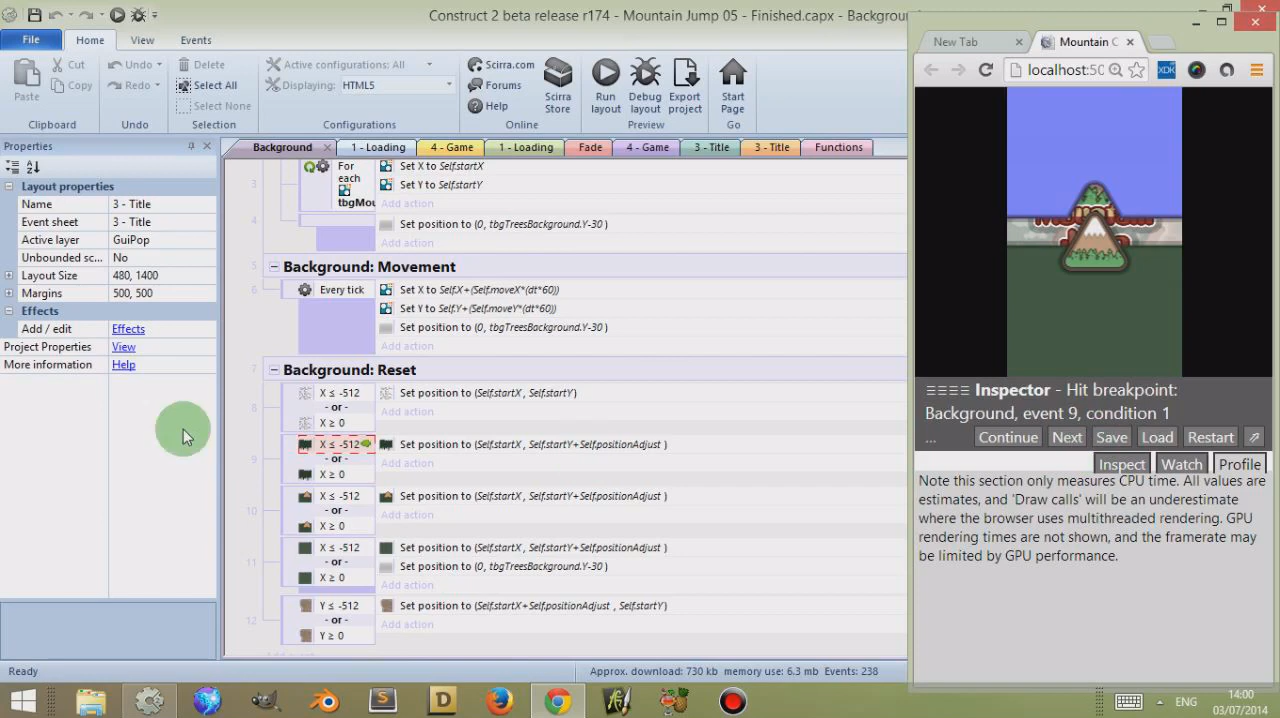 Construct 2 beta release r174 - Mountain Jump 05 - Finished.capx - Backgroun
File Home View Events
Paste
Cut
Copy
Clipboard
Undo
Redo
Undo
Delete
Select All
Select None
Selection
Active configurations: All
Displaying: HTML5
Configurations
Scirra.com
Forums
Help
Scirra Store
Online
Run layout
Debug layout
Export project
Preview
Start Page
Go
Properties
Layout properties
Name 3 - Title
Event sheet 3 - Title
Active layer GuiPop
Unbounded sc... No
Layout Size 480, 1400
Margins 500, 500
Effects
Add / edit Effects
Project Properties View
More information Help
Background 1 - Loading 4 - Game 1 - Loading Fade 4 - Game 3 - Title 3 - Title Functions
3 For each tbgMou Set X to Self.startX
Set Y to Self.startY
4 Set position to (0, tbgTreesBackground.Y-30 )
Add action
5 Background: Movement
6 Every tick Set X to Self.X+(Self.moveX*(dt*60))
Set Y to Self.Y+(Self.moveY*(dt*60))
Set position to (0, tbgTreesBackground.Y-30 )
Add action
7 Background: Reset
8 X ≤ -512 Set position to (Self.startX , Self.startY)
- or - Add action
X ≥ 0
9 X ≤ -512 Set position to (Self.startX , Self.startY+Self.positionAdjust )
- or - Add action
X ≥ 0
10 X ≤ -512 Set position to (Self.startX , Self.startY+Self.positionAdjust )
- or - Add action
X ≥ 0
11 X ≤ -512 Set position to (Self.startX , Self.startY+Self.positionAdjust )
- or - Set position to (0, tbgTreesBackground.Y-30 )
X ≥ 0 Add action
12 Y ≤ -512 Set position to (Self.startX+Self.positionAdjust , Self.startY)
- or - Add action
Y ≥ 0
New Tab Mountain
localhost:50
XDK
Inspector - Hit breakpoint:
Background, event 9, condition 1
... Continue Next Save Load Restart
Inspect Watch Profile
Note this section only measures CPU time. All values are
estimates, and 'Draw calls' will be an underestimate
where the browser uses multithreaded rendering. GPU
rendering times are not shown, and the framerate may
be limited by GPU performance.
Ready Approx. download: 730 kb memory use: 6.3 mb Events: 238
S D
ENG
14:00
03/07/2014